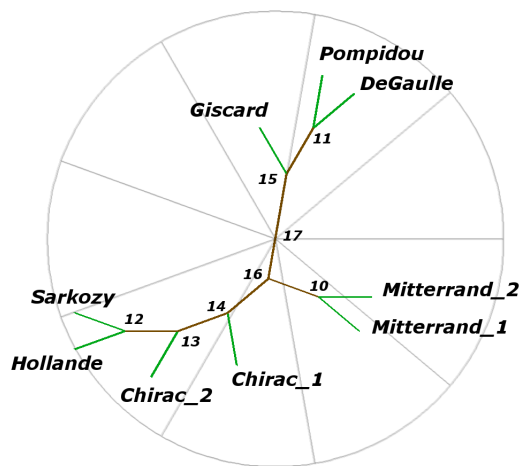 Pompidou
DeGaulle
Giscard
11
15
17
16
10
Mitterrand_2
Sarkozy
14
12
Mitterrand_1
13
Hollande
Chirac_1
Chirac_2